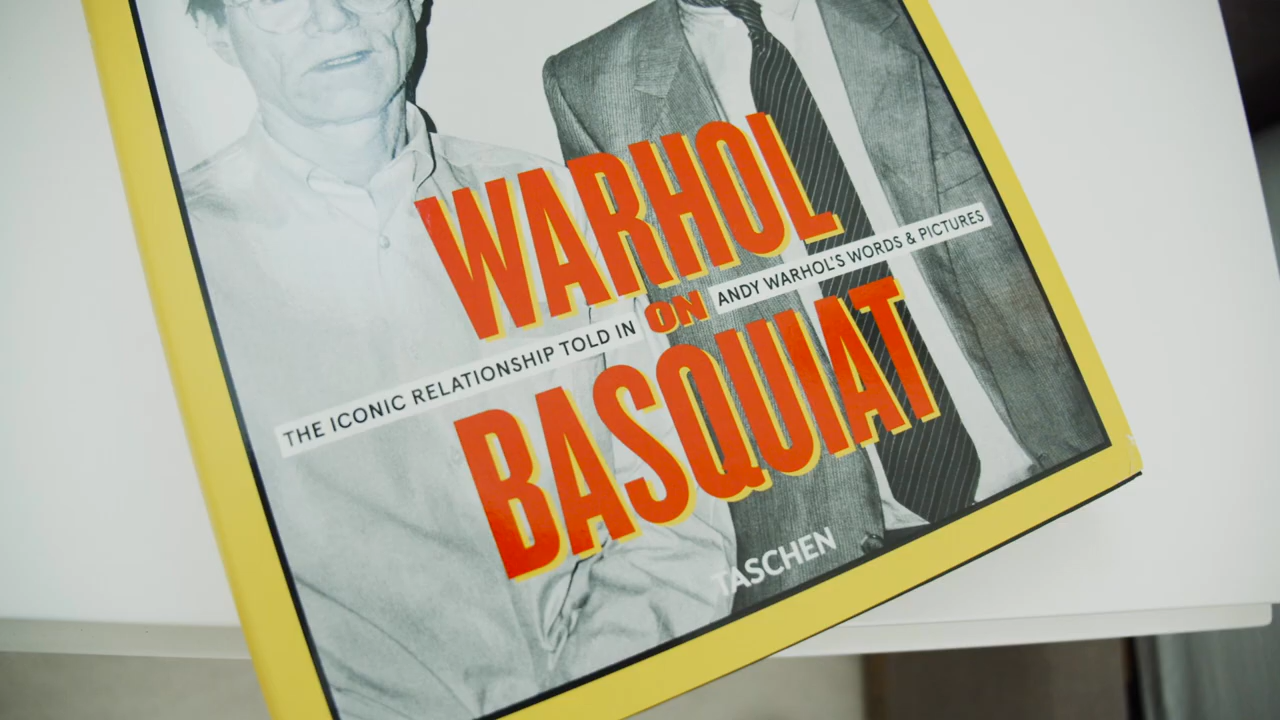 WARHOL
ON
BASQUIAT
THE ICONIC RELATIONSHIP TOLD IN
ANDY WARHOL'S WORDS & PICTURES
TASCHEN